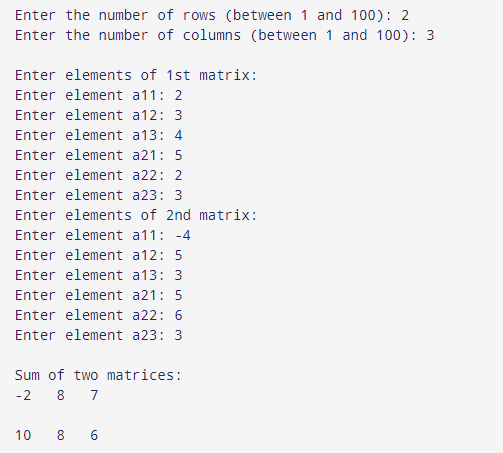 Enter the number of rows (between 1 and 100): 2
Enter the number of columns (between 1 and 100): 3
Enter elements of 1st matrix:
Enter element a11: 2
Enter element a12: 3
Enter element a13: 4
Enter element a21: 5
Enter element a22: 2
Enter element a23: 3
Enter elements of 2nd matrix:
Enter element a11: -4
Enter element a12: 5
Enter element a13: 3
Enter element a21: 5
Enter element a22: 6
Enter element a23: 3
Sum of two matrices:
-2   8   7
10   8   6